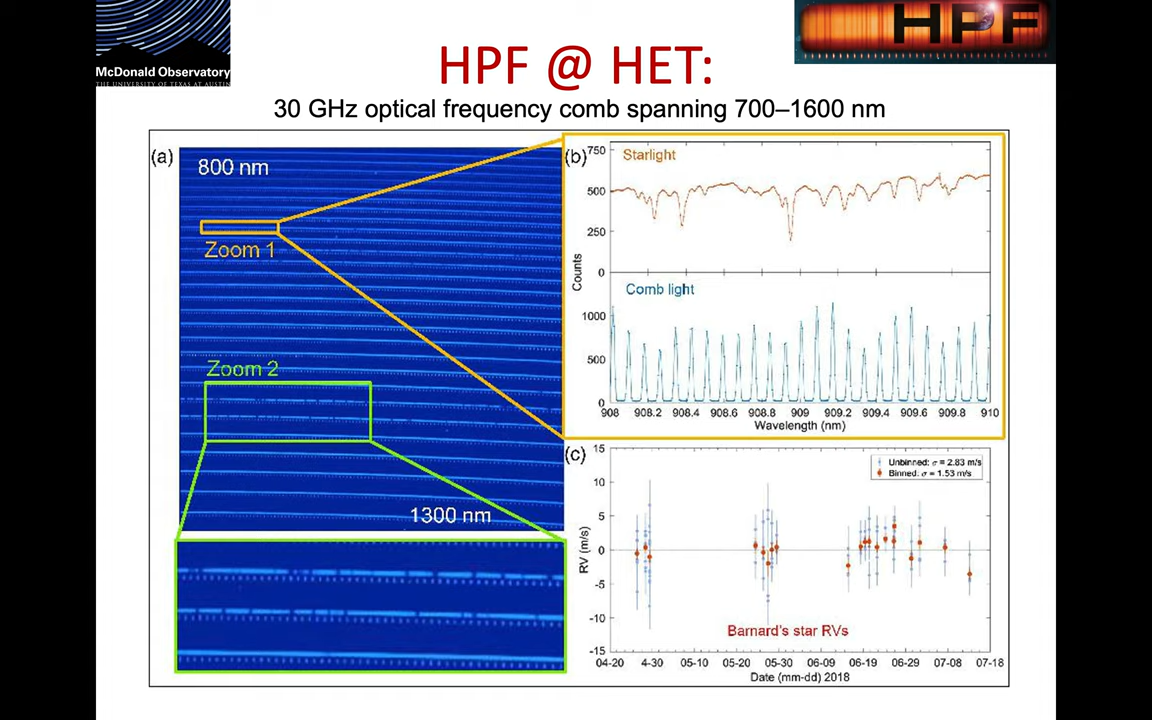 McDonald Observatory
THE UNIVERSITY OF TEXAS AT AUSTIN
HPF
HPF @ HET:
30 GHz optical frequency comb spanning 700–1600 nm
(a)
800 nm
Zoom 1
Zoom 2
1300 nm
(b)
Starlight
750
500
250
0
Counts
Comb light
1000
500
0
908 908.2 908.4 908.6 908.8 909 909.2 909.4 909.6 909.8 910
Wavelength (nm)
(c)
Unbinned: σ = 2.83 m/s
Binned: σ = 1.53 m/s
15
10
5
0
-5
-10
-15
RV (m/s)
Barnard's star RVs
04-20 4-30 05-10 05-20 05-30 06-09 06-19 06-29 07-08 07-18
Date (mm-dd) 2018